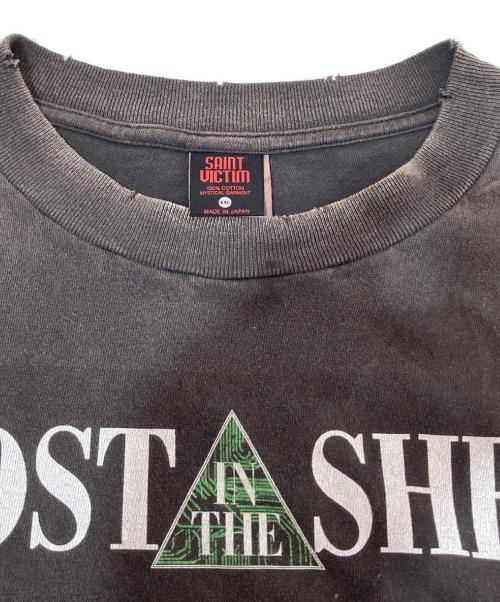 SAINT
VICTIM
100% COTTON
MYSTICAL GARMENT
XXL
MADE IN JAPAN
OST IN THE SHE